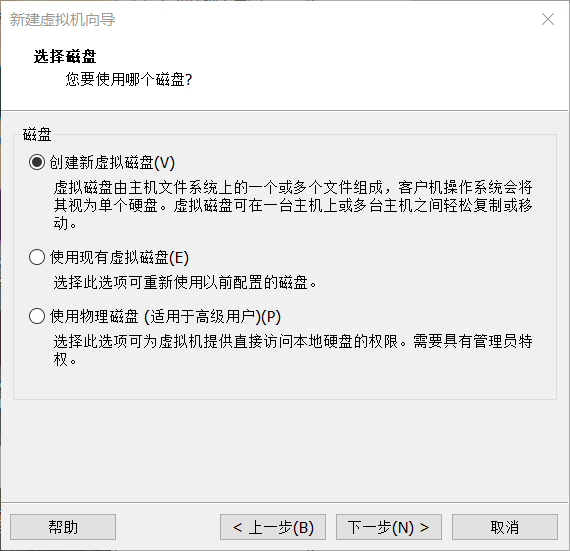 新建虚拟机向导
选择磁盘
您要使用哪个磁盘?
磁盘
创建新虚拟磁盘(V)
虚拟磁盘由主机文件系统上的一个或多个文件组成，客户机操作系统会将
其视为单个硬盘。虚拟磁盘可在一台主机上或多台主机之间轻松复制或移
动。
使用现有虚拟磁盘(E)
选择此选项可重新使用以前配置的磁盘。
使用物理磁盘 (适用于高级用户)(P)
选择此选项可为虚拟机提供直接访问本地硬盘的权限。需要具有管理员特
权。
帮助
< 上一步(B)
下一步(N) >
取消